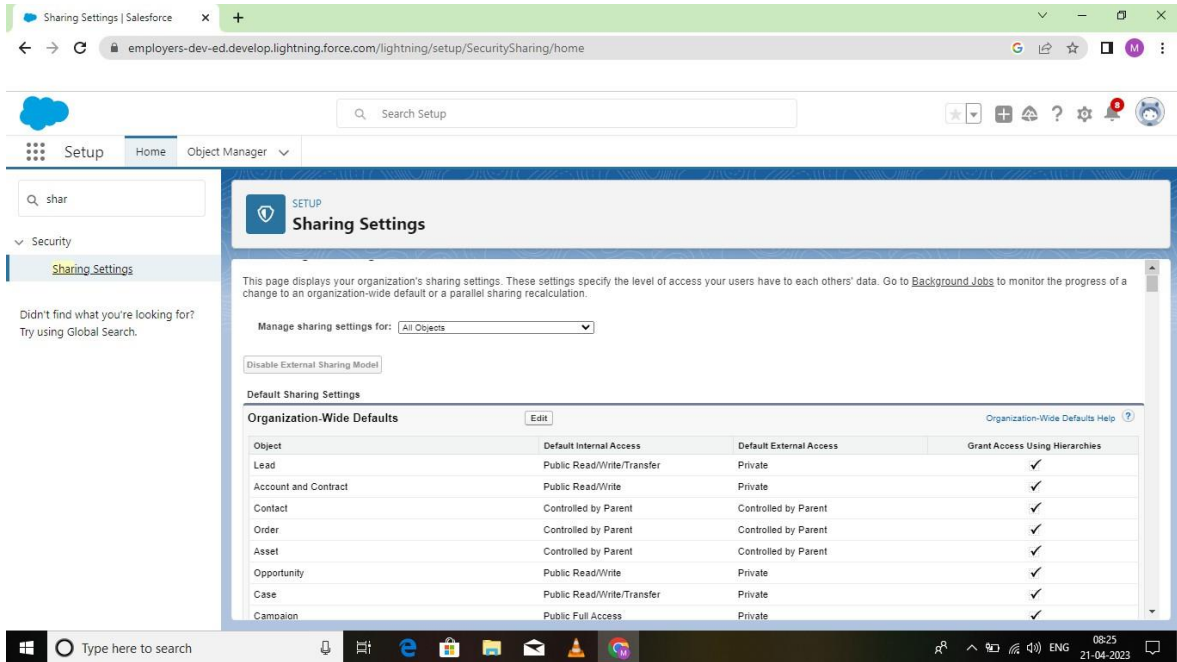 Sharing Settings | Salesforce
employers-dev-ed.develop.lightning.force.com/lightning/setup/SecuritySharing/home
G
M
Search Setup
8
Setup Home Object Manager
shar
Security
Sharing Settings
Didn't find what you're looking for?
Try using Global Search.
SETUP
Sharing Settings
This page displays your organization's sharing settings. These settings specify the level of access your users have to each others' data. Go to Background Jobs to monitor the progress of a
change to an organization-wide default or a parallel sharing recalculation.
Manage sharing settings for: All Objects
Disable External Sharing Model
Default Sharing Settings
Organization-Wide Defaults Edit Organization-Wide Defaults Help ?
Object Default Internal Access Default External Access Grant Access Using Hierarchies
Lead Public Read/Write/Transfer Private ✓
Account and Contract Public Read/Write Private ✓
Contact Controlled by Parent Controlled by Parent ✓
Order Controlled by Parent Controlled by Parent ✓
Asset Controlled by Parent Controlled by Parent ✓
Opportunity Public Read/Write Private ✓
Case Public Read/Write/Transfer Private ✓
Campaign Public Full Access Private ✓
Type here to search
ENG
08:25
21-04-2023